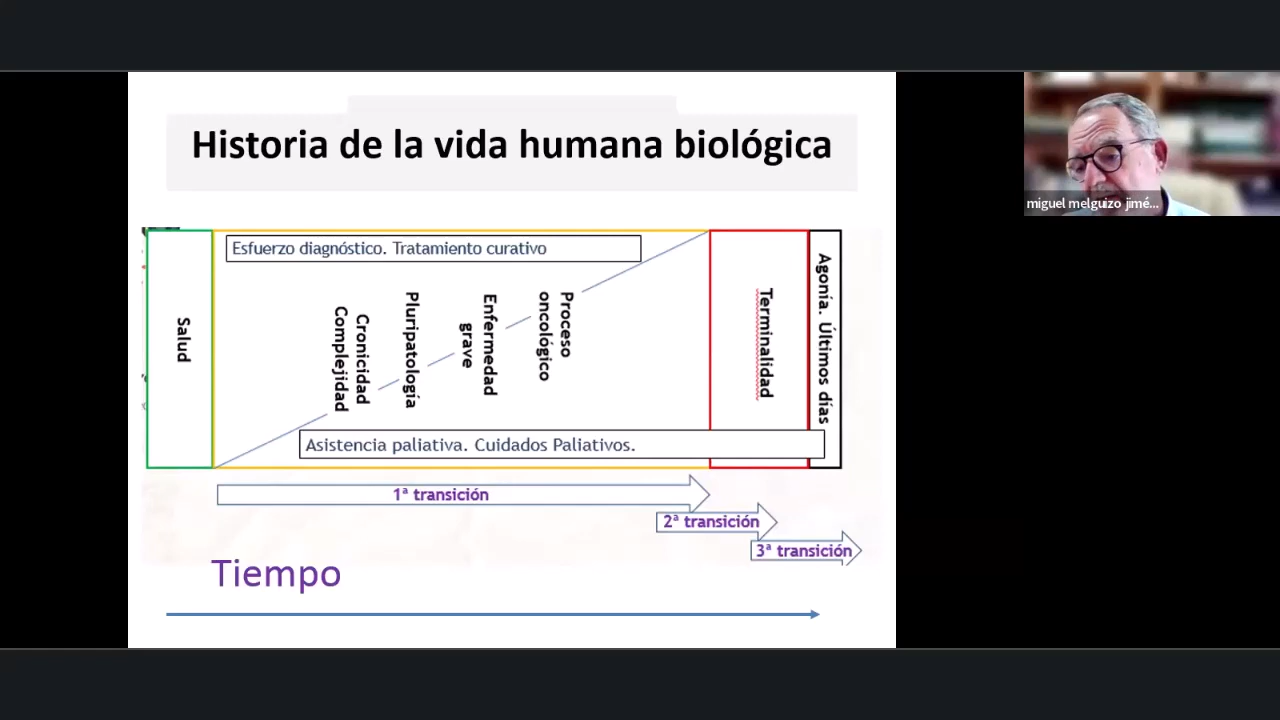 Historia de la vida humana biológica
miguel melguizo jimé...
Esfuerzo diagnóstico. Tratamiento curativo
Salud
Cronicidad
Complejidad
Pluripatología
Enfermedad
grave
Proceso
oncológico
Terminalidad
Agonía. Últimos días
Asistencia paliativa. Cuidados Paliativos.
1ª transición
2ª transición
3ª transición
Tiempo